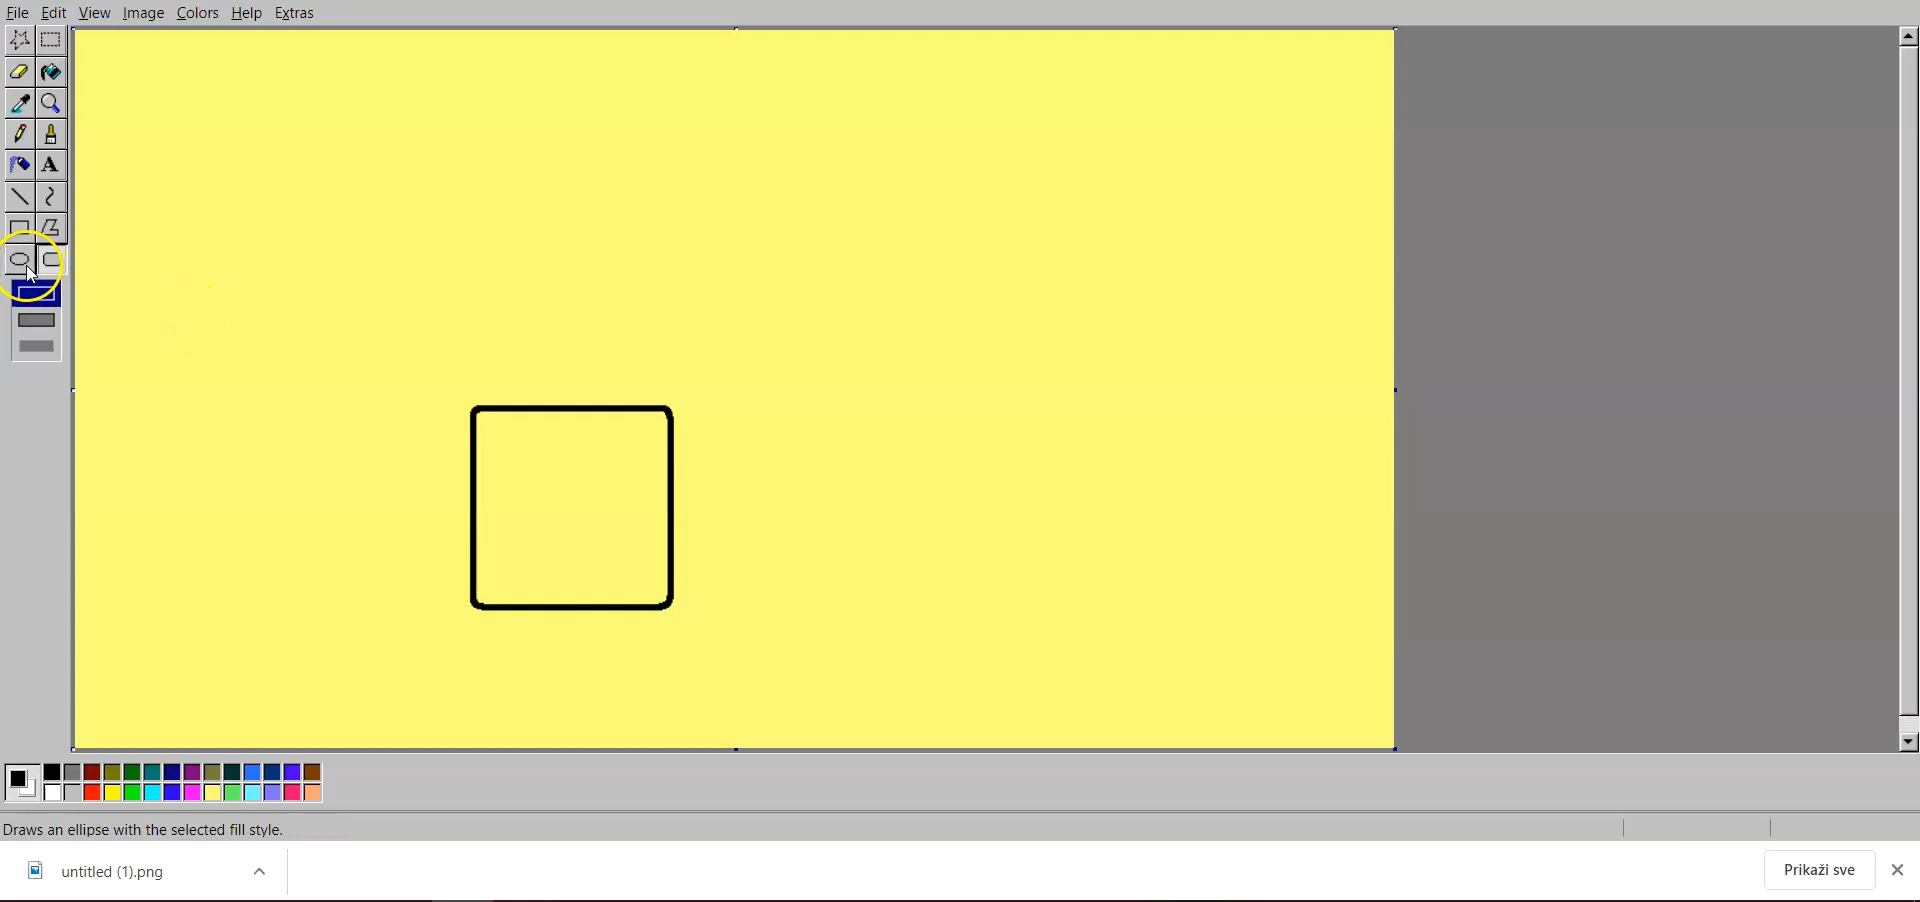 File Edit View Image Colors Help Extras
A
Draws an ellipse with the selected fill style.
untitled (1).png
Prikaži sve